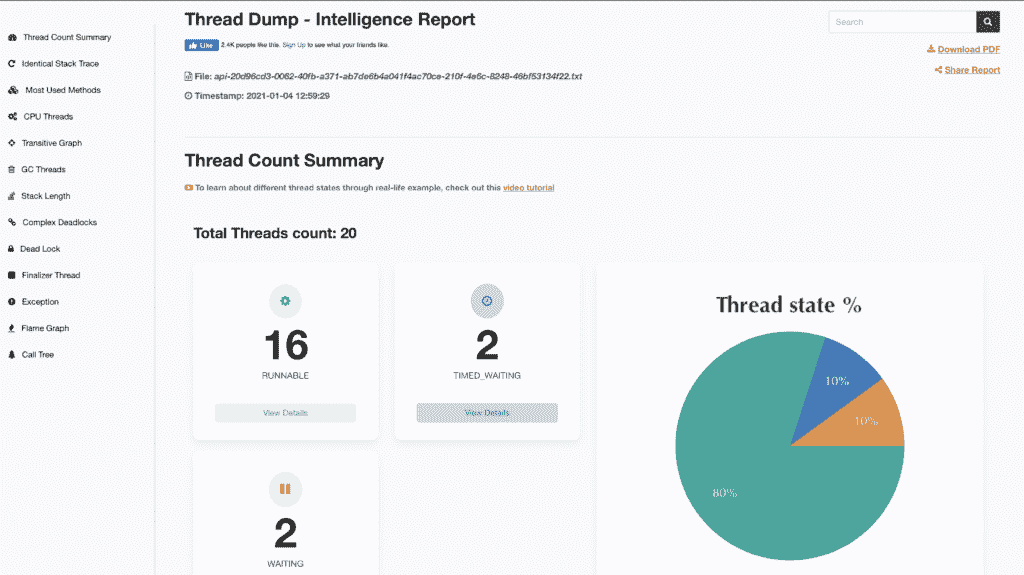 Thread Dump - Intelligence Report
Search
Like 2.4K people like this. Sign Up to see what your friends like.
Download PDF
Share Report
File: api-20d96cd3-0062-40fb-a371-ab7de6b4a041f4ac70ce-210f-4e6c-8248-46bf53134f22.txt
Timestamp: 2021-01-04 12:59:29
Thread Count Summary
Identical Stack Trace
Most Used Methods
CPU Threads
Transitive Graph
GC Threads
Stack Length
Complex Deadlocks
Dead Lock
Finalizer Thread
Exception
Flame Graph
Call Tree
Thread Count Summary
To learn about different thread states through real-life example, check out this video tutorial
Total Threads count: 20
16
RUNNABLE
View Details
2
TIMED_WAITING
View Details
2
WAITING
Thread state %
10%
10%
80%